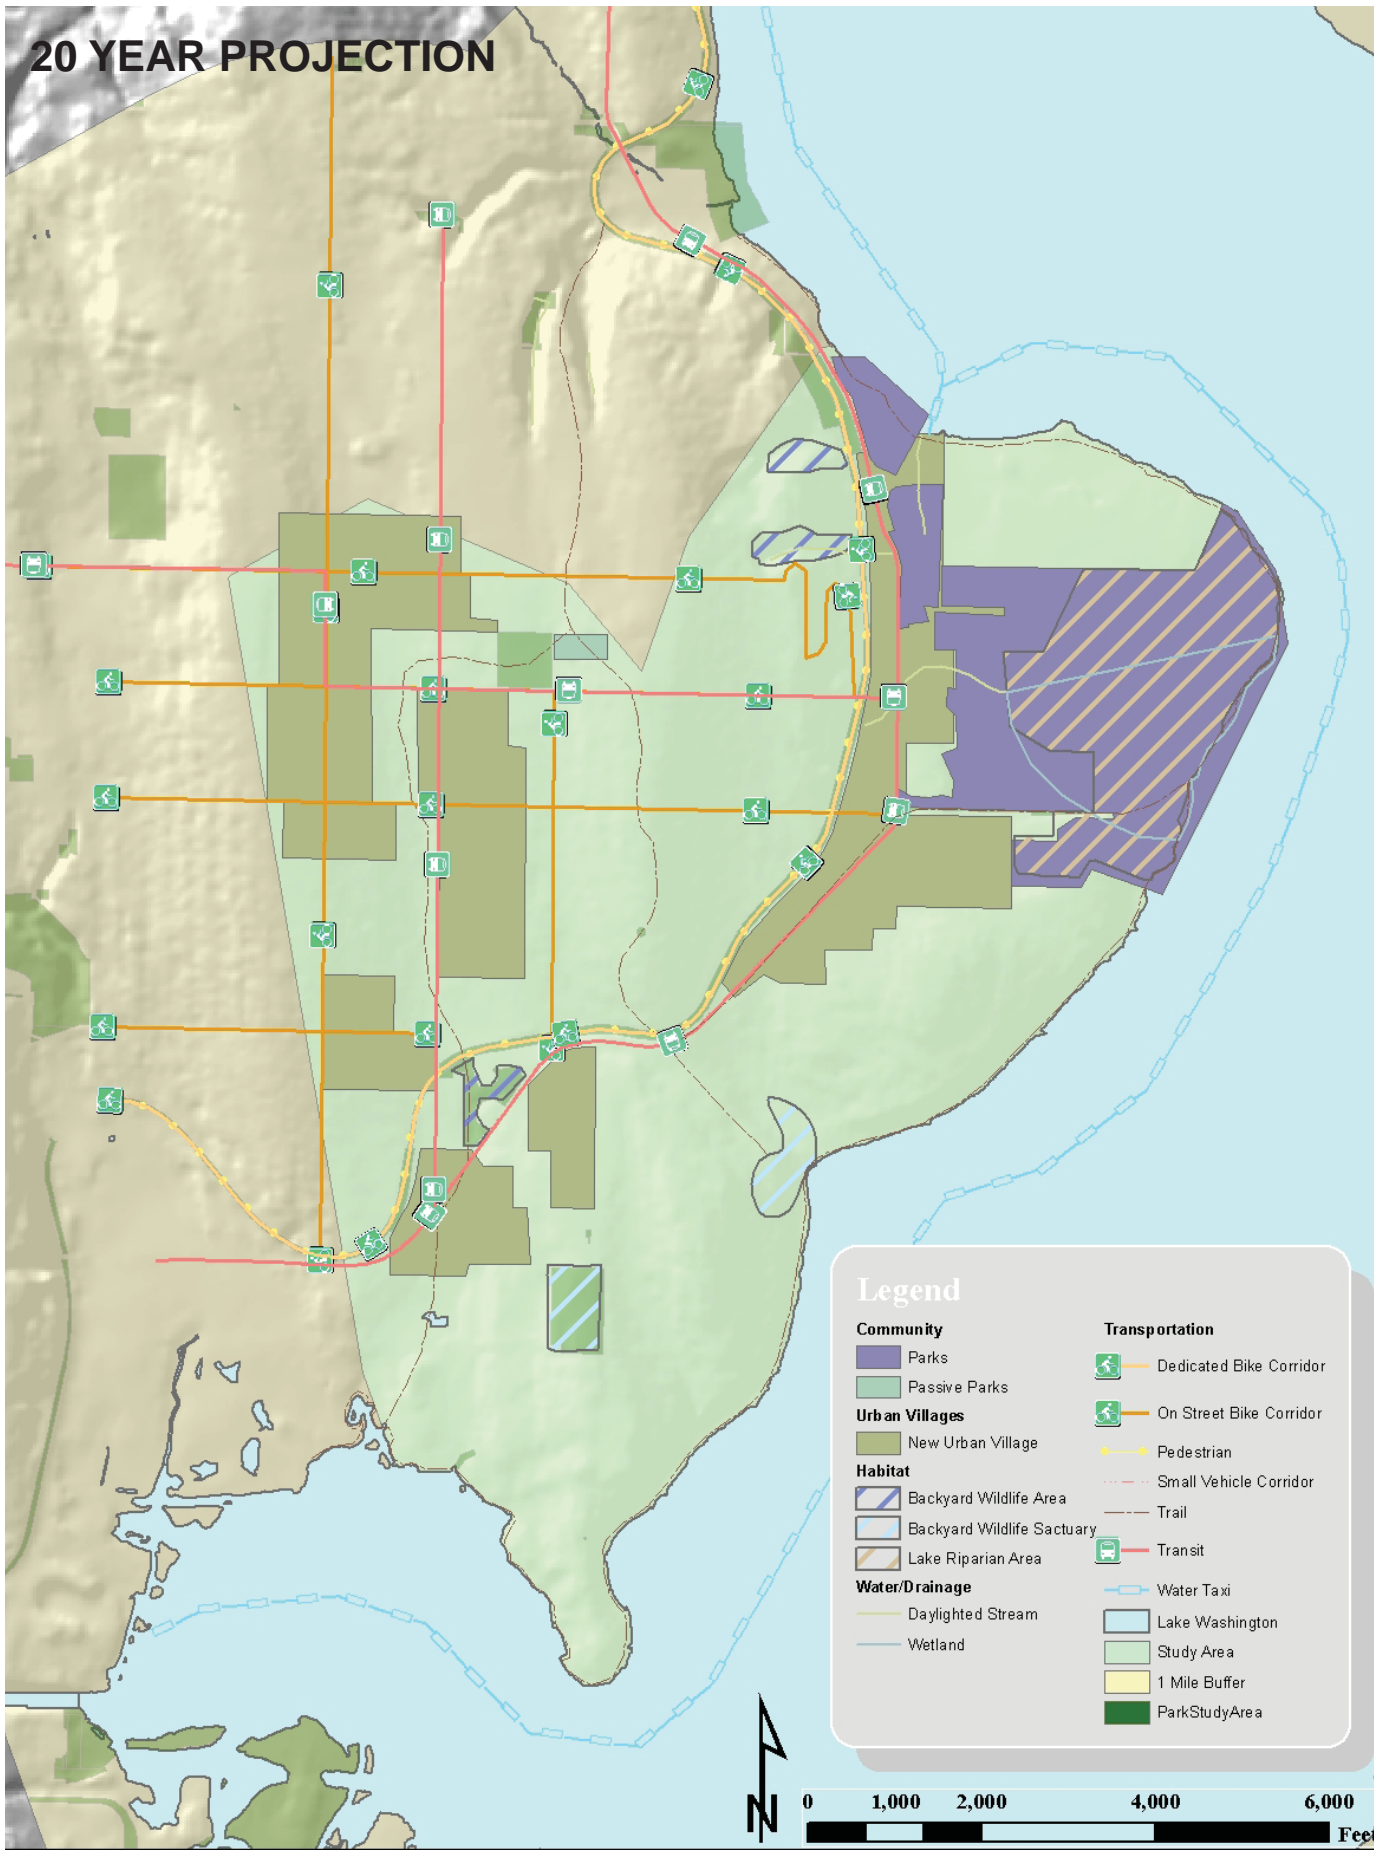 20 YEAR PROJECTION
Legend
Community
Parks
Passive Parks
Urban Villages
New Urban Village
Habitat
Backyard Wildlife Area
Backyard Wildlife Sactuary
Lake Riparian Area
Water/Drainage
Daylighted Stream
Wetland
Transportation
Dedicated Bike Corridor
On Street Bike Corridor
Pedestrian
Small Vehicle Corridor
Trail
Transit
Water Taxi
Lake Washington
Study Area
1 Mile Buffer
ParkStudyArea
N
0 1,000 2,000 4,000 6,000
Feet